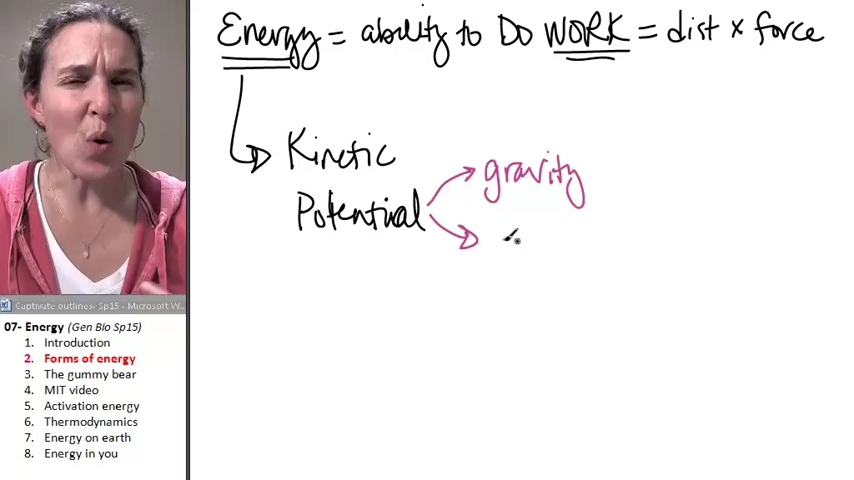 Energy = ability to Do WORK = dist x force
Kinetic
Potential
gravity
Captivate outlines- Sp15 - Microsoft W.
07- Energy (Gen Bio Sp15)
1. Introduction
2. Forms of energy
3. The gummy bear
4. MIT video
5. Activation energy
6. Thermodynamics
7. Energy on earth
8. Energy in you